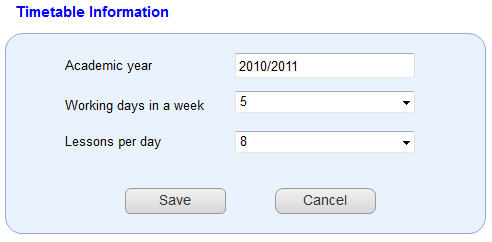 Timetable Information
Academic year 2010/2011
Working days in a week 5
Lessons per day 8
Save Cancel